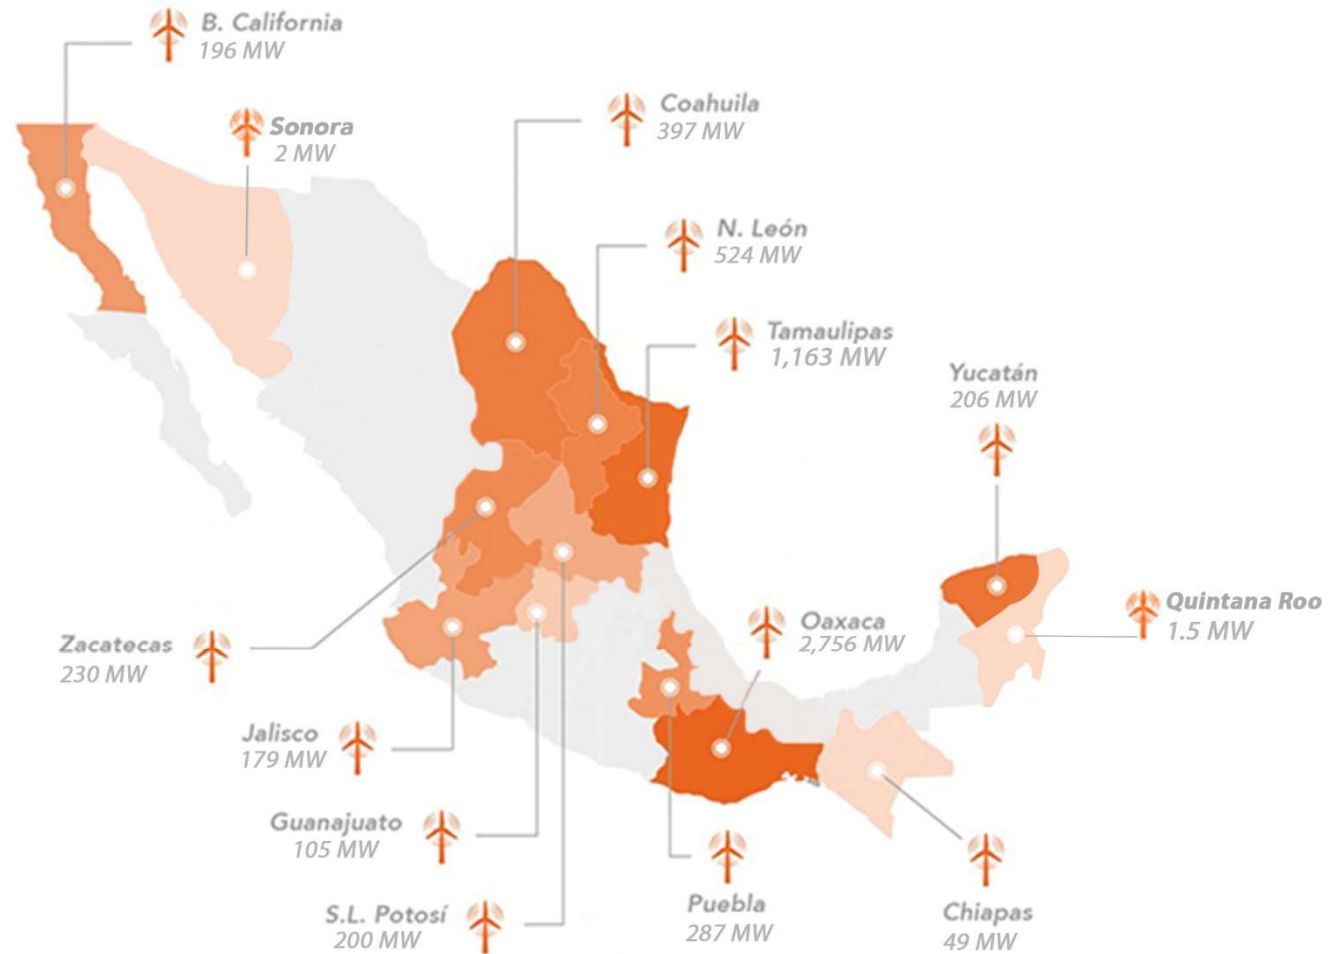 B. California
196 MW
Sonora
2 MW
Coahuila
397 MW
N. León
524 MW
Tamaulipas
1,163 MW
Yucatán
206 MW
Quintana Roo
1.5 MW
Oaxaca
2,756 MW
Zacatecas
230 MW
Jalisco
179 MW
Guanajuato
105 MW
S.L. Potosí
200 MW
Puebla
287 MW
Chiapas
49 MW